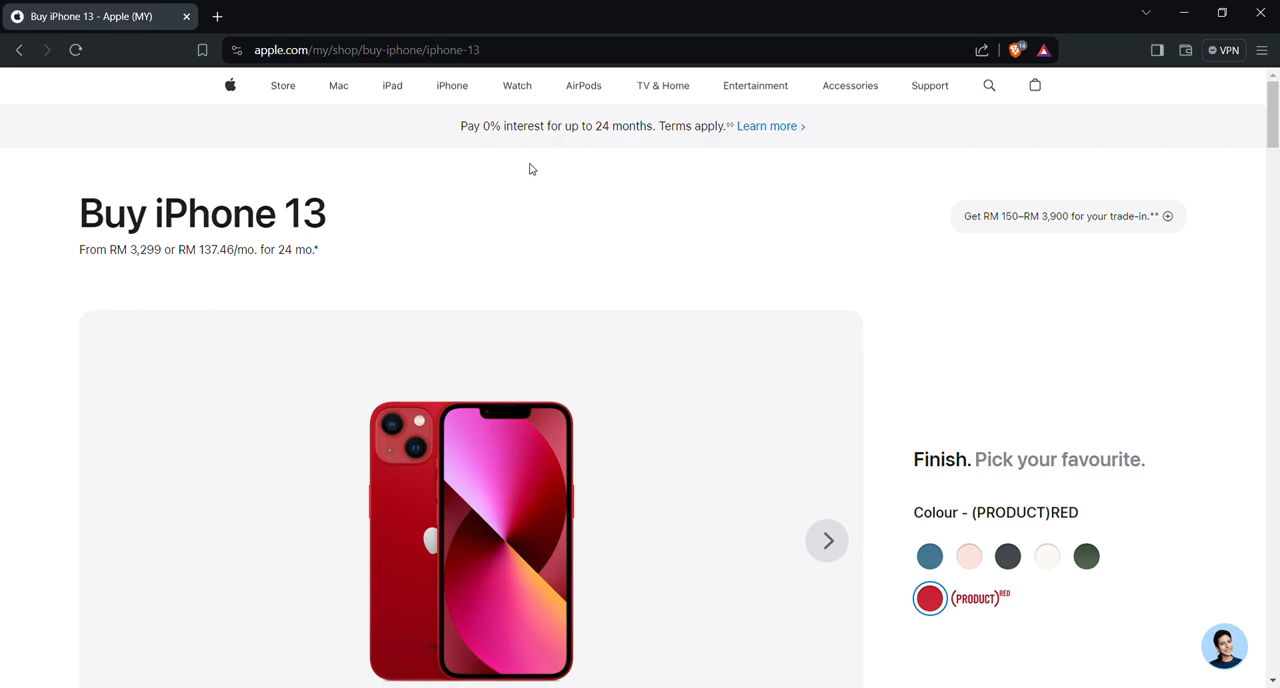 Buy iPhone 13 - Apple (MY)
apple.com/my/shop/buy-iphone/iphone-13
14
VPN
Store Mac iPad iPhone Watch AirPods TV & Home Entertainment Accessories Support
Pay 0% interest for up to 24 months. Terms apply.◊◊ Learn more >
Buy iPhone 13
Get RM 150–RM 3,900 for your trade-in.**
From RM 3,299 or RM 137.46/mo. for 24 mo.*
Finish. Pick your favourite.
Colour - (PRODUCT)RED
(PRODUCT)RED